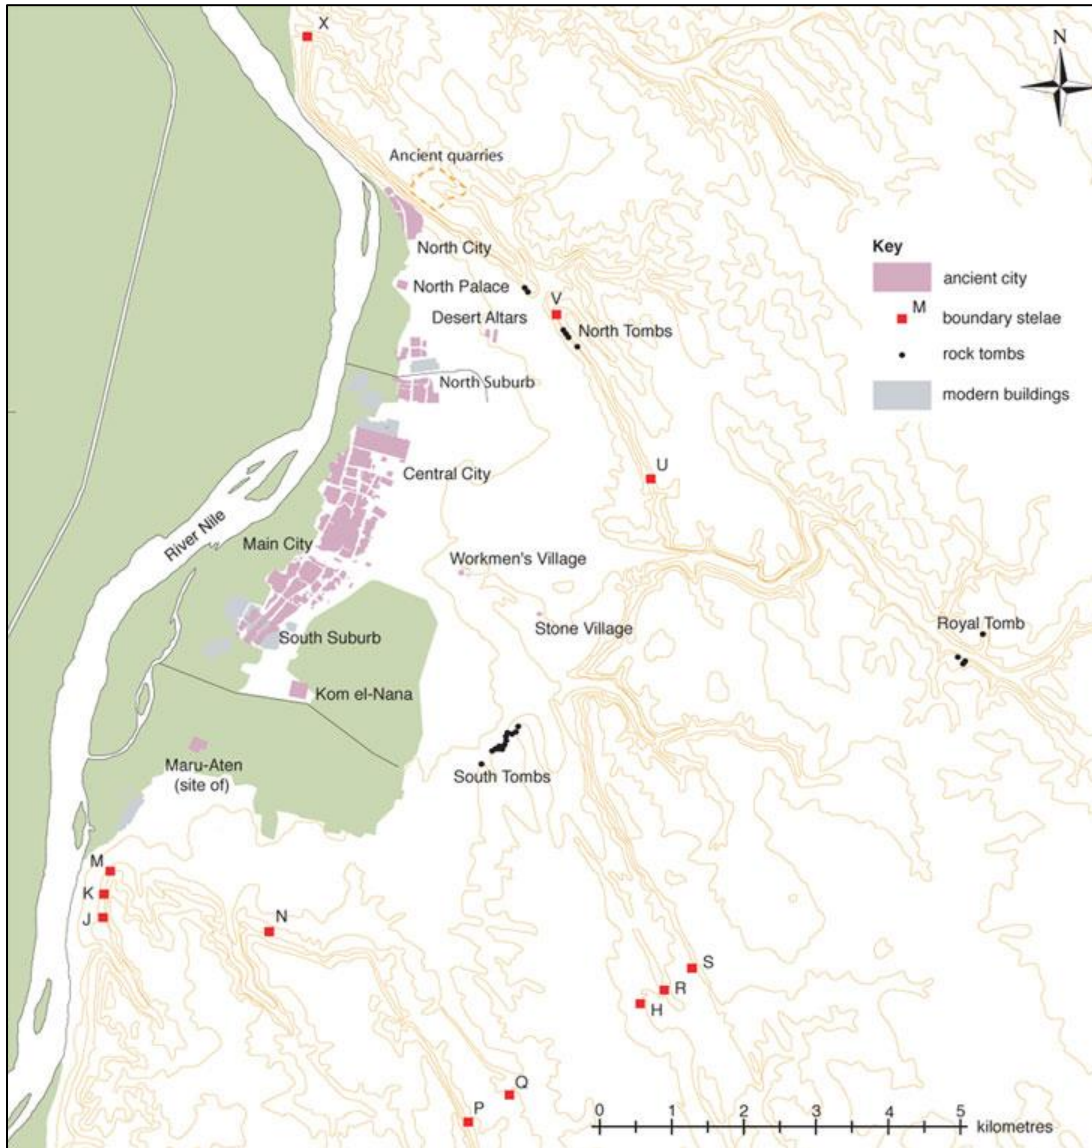 X
N
Ancient quarries
North City
Key
ancient city
North Palace
M
boundary stelae
V
Desert Altars
North Tombs
rock tombs
North Suburb
modern buildings
Central City
U
River Nile
Main City
Workmen's Village
Stone Village
Royal Tomb
South Suburb
Kom el-Nana
Maru-Aten
(site of)
South Tombs
M
K
J
N
S
R
H
Q
P
0 1 2 3 4 5
kilometres